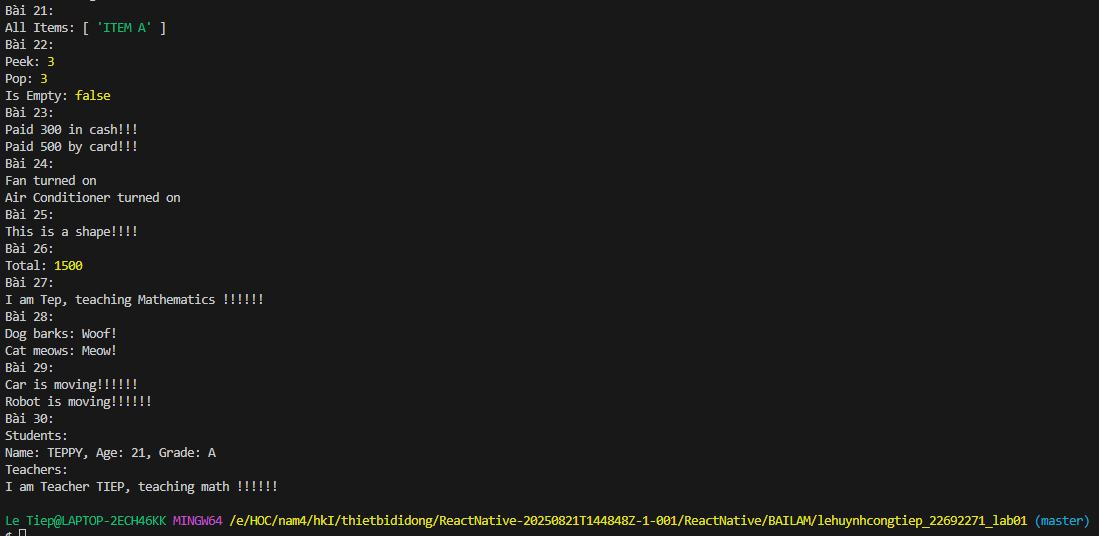 Bài 21:
All Items: [ 'ITEM A' ]
Bài 22:
Peek: 3
Pop: 3
Is Empty: false
Bài 23:
Paid 300 in cash!!!
Paid 500 by card!!!
Bài 24:
Fan turned on
Air Conditioner turned on
Bài 25:
This is a shape!!!!
Bài 26:
Total: 1500
Bài 27:
I am Tep, teaching Mathematics !!!!!!
Bài 28:
Dog barks: Woof!
Cat meows: Meow!
Bài 29:
Car is moving!!!!!!
Robot is moving!!!!!!
Bài 30:
Students:
Name: TEPPY, Age: 21, Grade: A
Teachers:
I am Teacher TIEP, teaching math !!!!!!
Le Tiep@LAPTOP-2ECH46KK MINGW64 /e/HOC/nam4/hkI/thietbididong/ReactNative-20250821T144848Z-1-001/ReactNative/BAILAM/lehuynhcongtiep_22692271_lab01 (master)
$